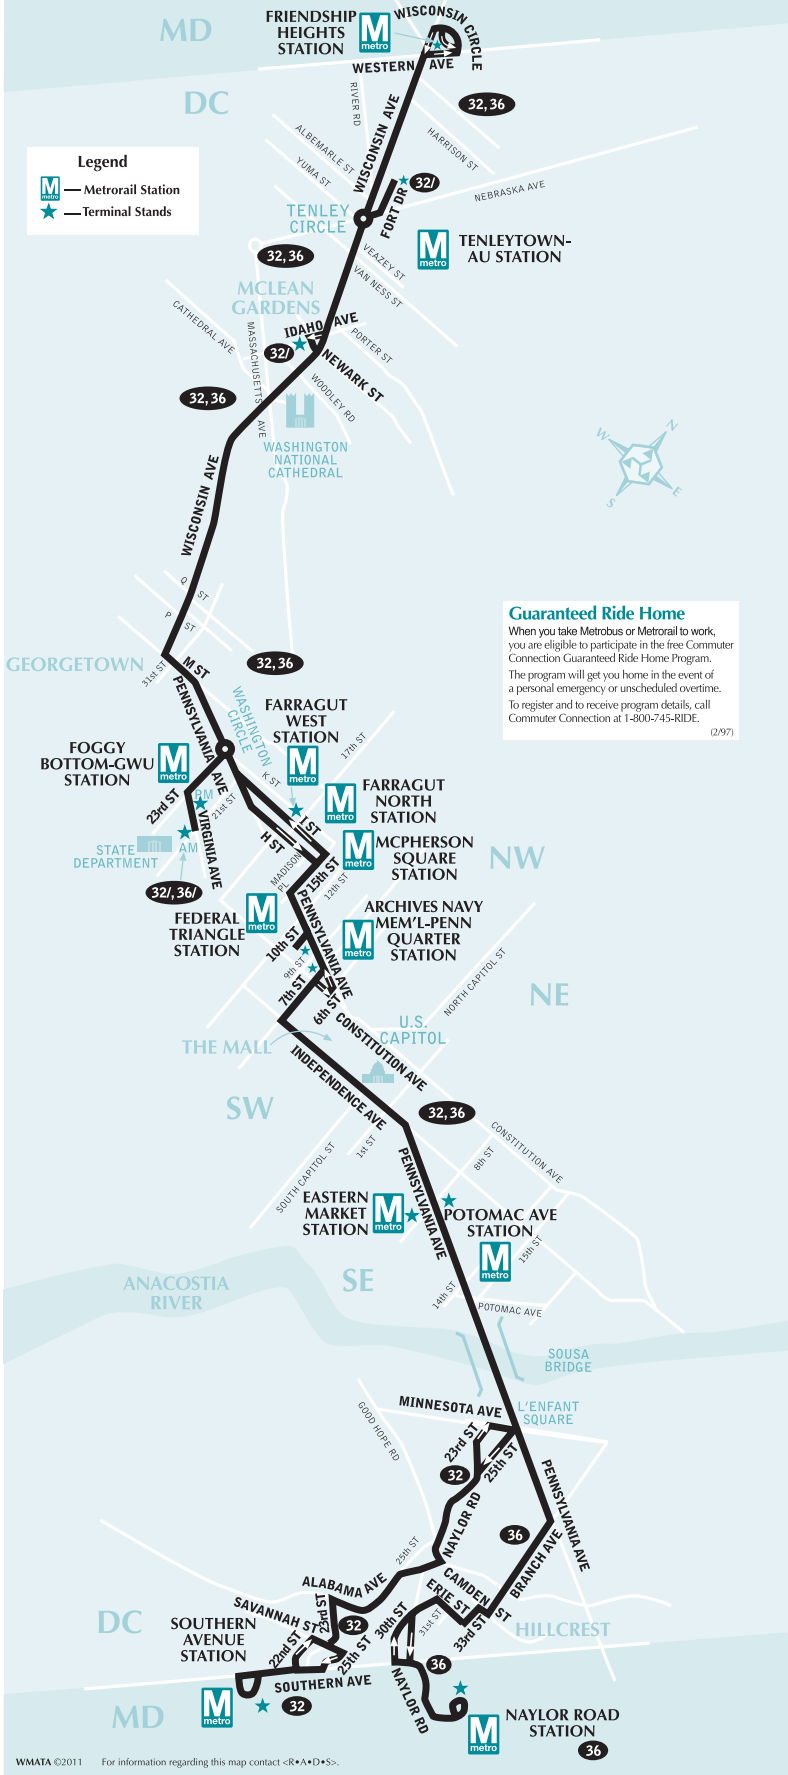 MD
FRIENDSHIP
HEIGHTS
STATION
M
metro
WISCONSIN CIRCLE
WESTERN AVE
DC
RIVER RD
WISCONSIN AVE
32, 36
HARRISON ST
ALBEMARLE ST
YUMA ST
Legend
M
metro
Metrorail Station
Terminal Stands
32/
FORT DR
NEBRASKA AVE
TENLEY
CIRCLE
M
metro
TENLEYTOWN-
AU STATION
32, 36
VEAZEY ST
VAN NESS ST
MCLEAN
GARDENS
CATHEDRAL AVE
MASSACHUSETTS AVE
IDAHO AVE
32/
PORTER ST
NEWARK ST
WOODLEY RD
32, 36
WASHINGTON
NATIONAL
CATHEDRAL
N
W
E
S
WISCONSIN AVE
Q ST
P ST
Guaranteed Ride Home
When you take Metrobus or Metrorail to work,
you are eligible to participate in the free Commuter
Connection Guaranteed Ride Home Program.
The program will get you home in the event of
a personal emergency or unscheduled overtime.
To register and to receive program details, call
Commuter Connection at 1-800-745-RIDE.
(2/97)
GEORGETOWN
31st ST
M ST
32, 36
PENNSYLVANIA AVE
WASHINGTON
CIRCLE
FARRAGUT
WEST
STATION
M
metro
17th ST
FOGGY
BOTTOM-GWU
STATION
M
metro
K ST
FARRAGUT
NORTH
STATION
M
metro
23rd ST
PM
21st ST
VIRGINIA AVE
AM
I ST
H ST
STATE
DEPARTMENT
MCPHERSON
SQUARE
STATION
M
metro
NW
MADISON
PL
15th ST
12th ST
32/, 36/
FEDERAL
TRIANGLE
STATION
M
metro
PENNSYLVANIA AVE
ARCHIVES NAVY
MEM'L-PENN
QUARTER
STATION
M
metro
10th ST
9th ST
7th ST
6th ST
NORTH CAPITOL ST
NE
CONSTITUTION AVE
U.S.
CAPITOL
THE MALL
INDEPENDENCE AVE
SW
32, 36
CONSTITUTION AVE
1st ST
SOUTH CAPITOL ST
8th ST
PENNSYLVANIA AVE
EASTERN
MARKET
STATION
M
metro
POTOMAC AVE
STATION
M
metro
15th ST
SE
14th ST
POTOMAC AVE
ANACOSTIA
RIVER
SOUSA
BRIDGE
MINNESOTA AVE
L'ENFANT
SQUARE
GOOD HOPE RD
23rd ST
25th ST
32
PENNSYLVANIA AVE
NAYLOR RD
36
25th ST
BRANCH AVE
ALABAMA AVE
CAMDEN ST
ERIE ST
SAVANNAH ST
23rd ST
32
30th ST
31st ST
33rd ST
HILLCREST
DC
SOUTHERN
AVENUE
STATION
22nd ST
25th ST
36
SOUTHERN AVE
NAYLOR RD
M
metro
32
MD
M
metro
NAYLOR ROAD
STATION
36
WMATA ©2011 For information regarding this map contact <R•A•D•S>.